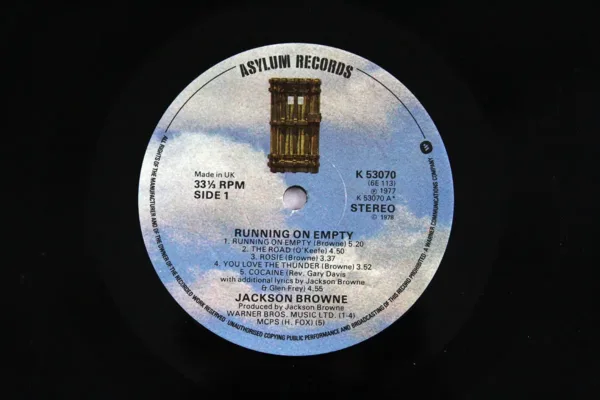 ASYLUM RECORDS
Made in UK
33⅓ RPM
SIDE 1
K 53070
(6E 113)
℗ 1977
K 53070 A*
STEREO
© 1978
RUNNING ON EMPTY
1. RUNNING ON EMPTY (Browne) 5.20
2. THE ROAD (O'Keefe) 4.50
3. ROSIE (Browne) 3.37
4. YOU LOVE THE THUNDER (Browne) 3.52
5. COCAINE (Rev. Gary Davis
with additional lyrics by Jackson Browne
& Glen Frey) 4.55
JACKSON BROWNE
Produced by Jackson Browne
WARNER BROS. MUSIC LTD. (1-4)
MCPS (H. FOX) (5)
ALL RIGHTS OF THE MANUFACTURER AND OF THE OWNER OF THE RECORDED WORK RESERVED UNAUTHORISED COPYING PUBLIC PERFORMANCE AND BROADCASTING OF THIS RECORD PROHIBITED. A WARNER COMMUNICATIONS COMPANY